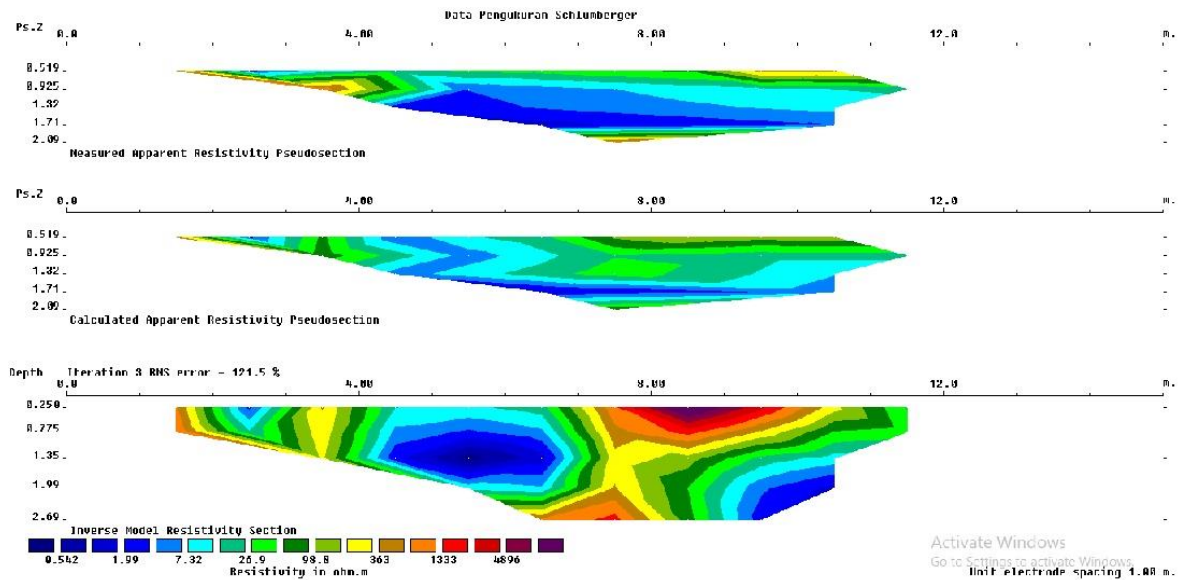 Data Pengukuran Schlumberger
Ps.Z 0.0 4.00 8.00 12.0 m.
0.519
0.925
1.32
1.71
2.09
Measured Apparent Resistivity Pseudosection
Ps.Z 0.0 4.00 8.00 12.0 m.
0.519
0.925
1.32
1.71
2.09
Calculated Apparent Resistivity Pseudosection
Depth Iteration 3 RMS error = 121.5 %
0.0 4.00 8.00 12.0 m.
0.250
0.775
1.35
1.99
2.69
Inverse Model Resistivity Section
0.542 1.99 7.32 26.9 98.8 363 1333 4896
Resistivity in ohm.m
Unit electrode spacing 1.00 m.
Activate Windows
Go to Settings to activate Windows.